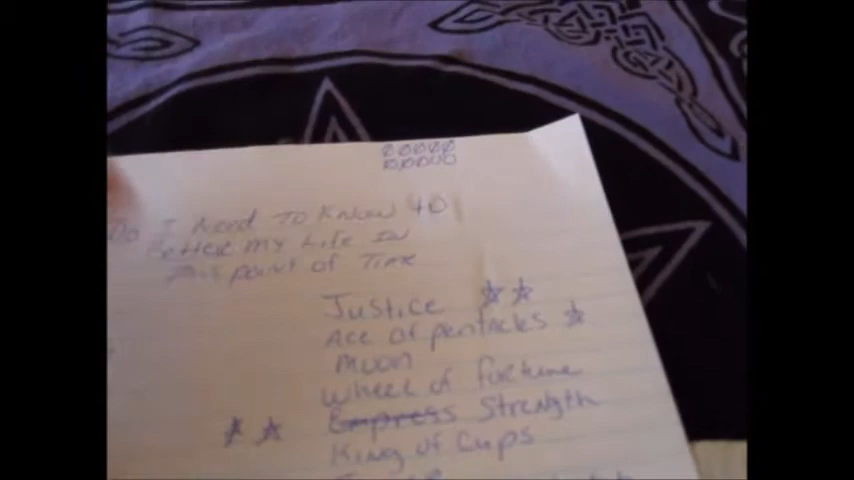 Do I Need To Know 40
Better My Life In
This point of Time
Justice
Ace of pentacles
Moon
Wheel of fortune
Empress Strength
King of Cups